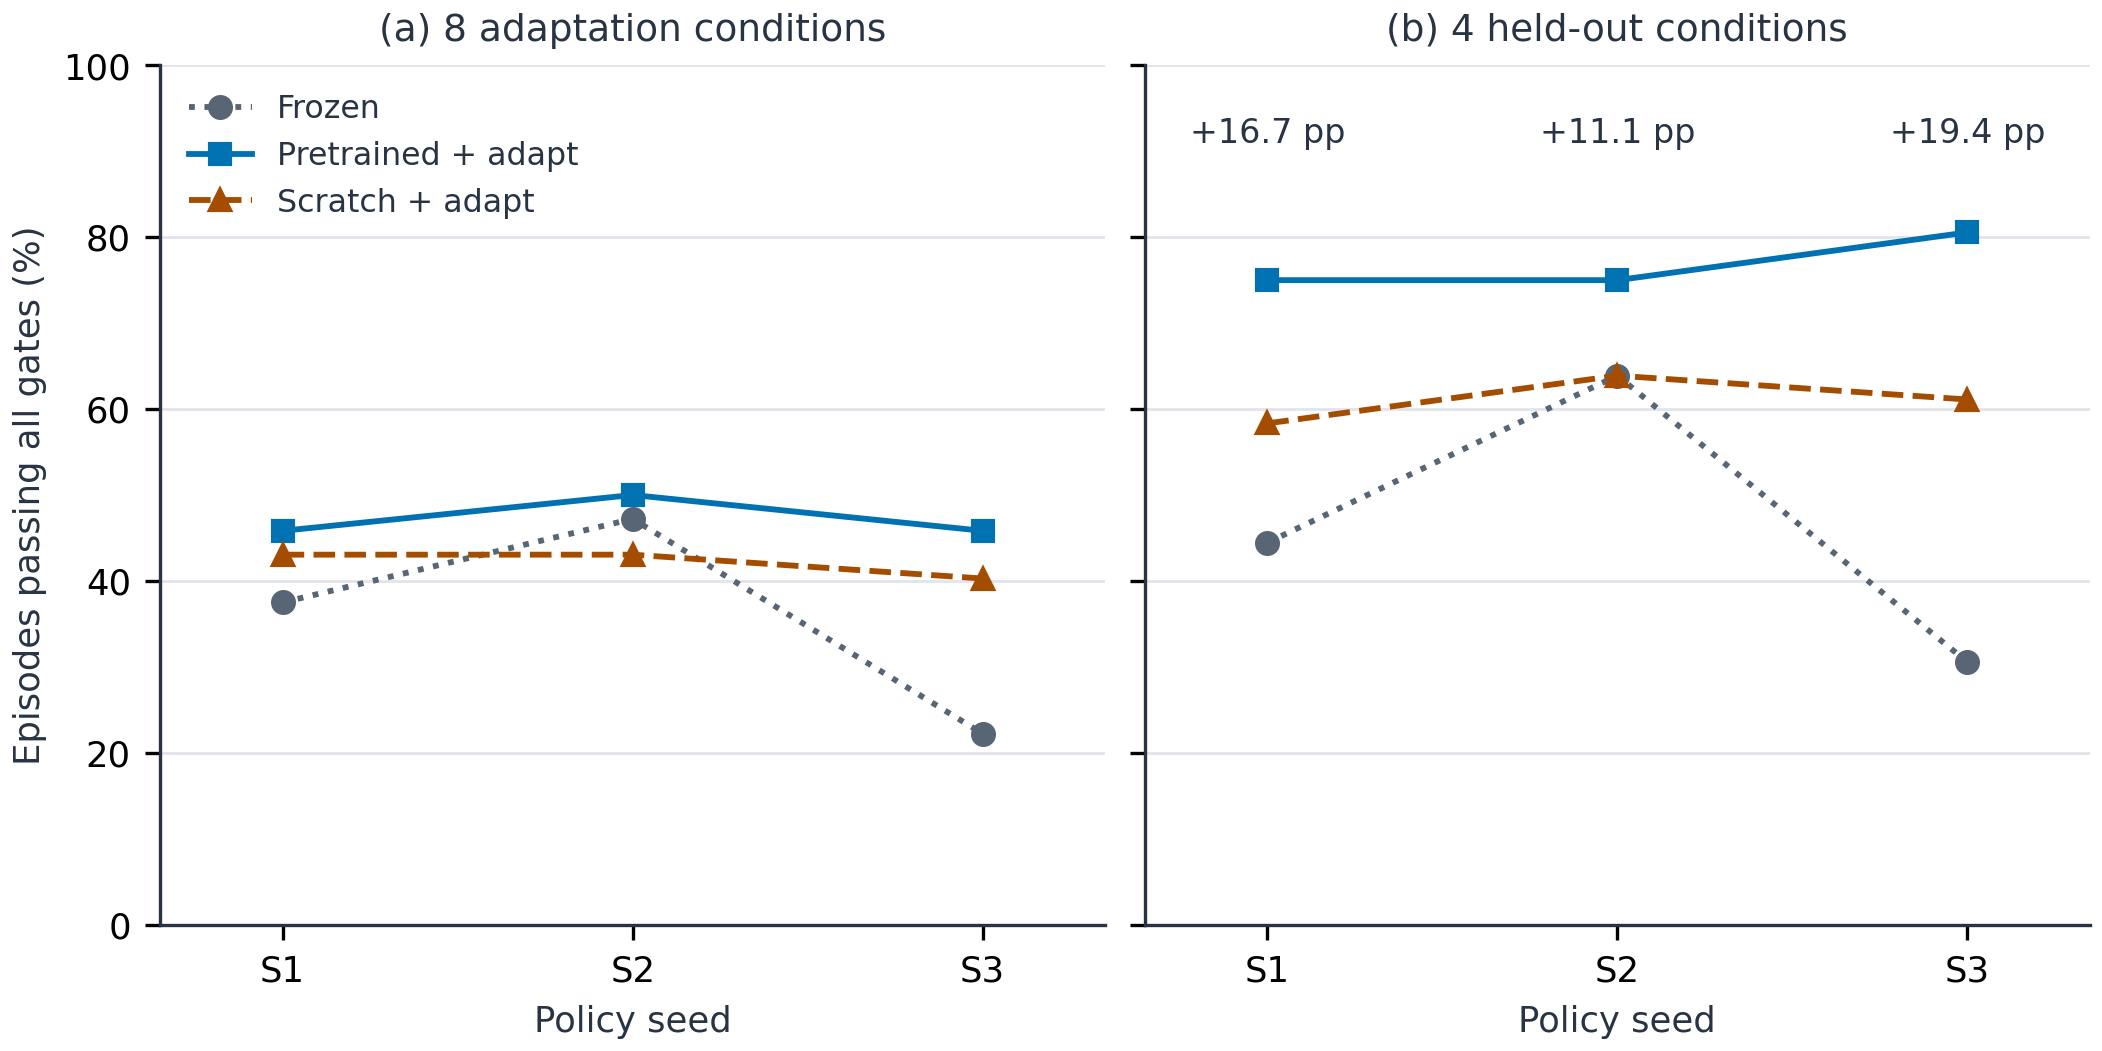 (a) 8 adaptation conditions
Episodes passing all gates (%)
100
80
60
40
20
0
Frozen
Pretrained + adapt
Scratch + adapt
S1
S2
S3
Policy seed
(b) 4 held-out conditions
+16.7 pp
+11.1 pp
+19.4 pp
S1
S2
S3
Policy seed